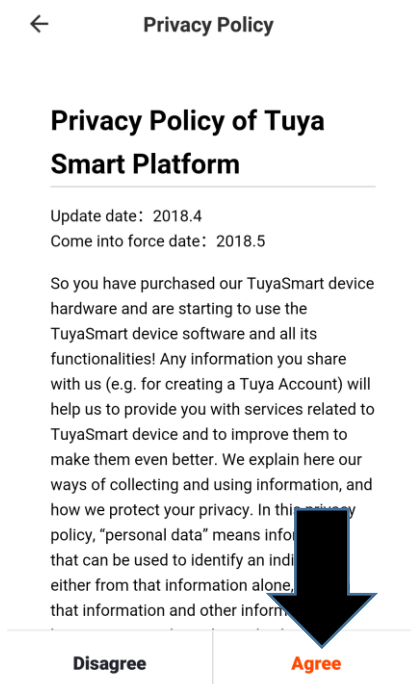 Privacy Policy
Privacy Policy of Tuya
Smart Platform
Update date：2018.4
Come into force date：2018.5
So you have purchased our TuyaSmart device
hardware and are starting to use the
TuyaSmart device software and all its
functionalities! Any information you share
with us (e.g. for creating a Tuya Account) will
help us to provide you with services related to
TuyaSmart device and to improve them to
make them even better. We explain here our
ways of collecting and using information, and
how we protect your privacy. In this privacy
policy, “personal data” means
that can be used to identify an
either from that information alone,
that information and other
Disagree
Agree